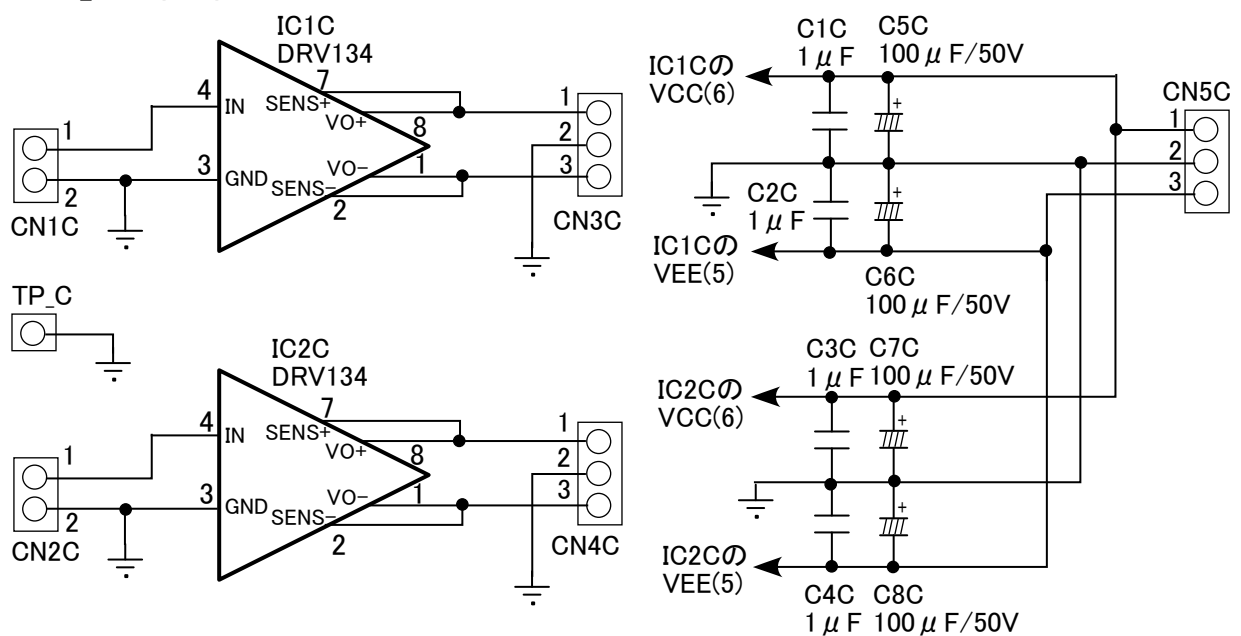 IC1C
DRV134
7
4
IN
SENS+
VO+
8
1
1
2
3
GND
VO-
SENS-
1
2
2
3
CN1C
CN3C
TP_C
IC2C
DRV134
7
4
IN
SENS+
VO+
8
1
1
2
3
GND
VO-
SENS-
1
2
2
3
CN2C
CN4C
C1C
1μF
C5C
100μF/50V
IC1Cの
VCC(6)
+
CN5C
1
2
3
C2C
1μF
+
IC1Cの
VEE(5)
C6C
100μF/50V
C3C
1μF
C7C
100μF/50V
IC2Cの
VCC(6)
+
+
IC2Cの
VEE(5)
C4C
1μF
C8C
100μF/50V